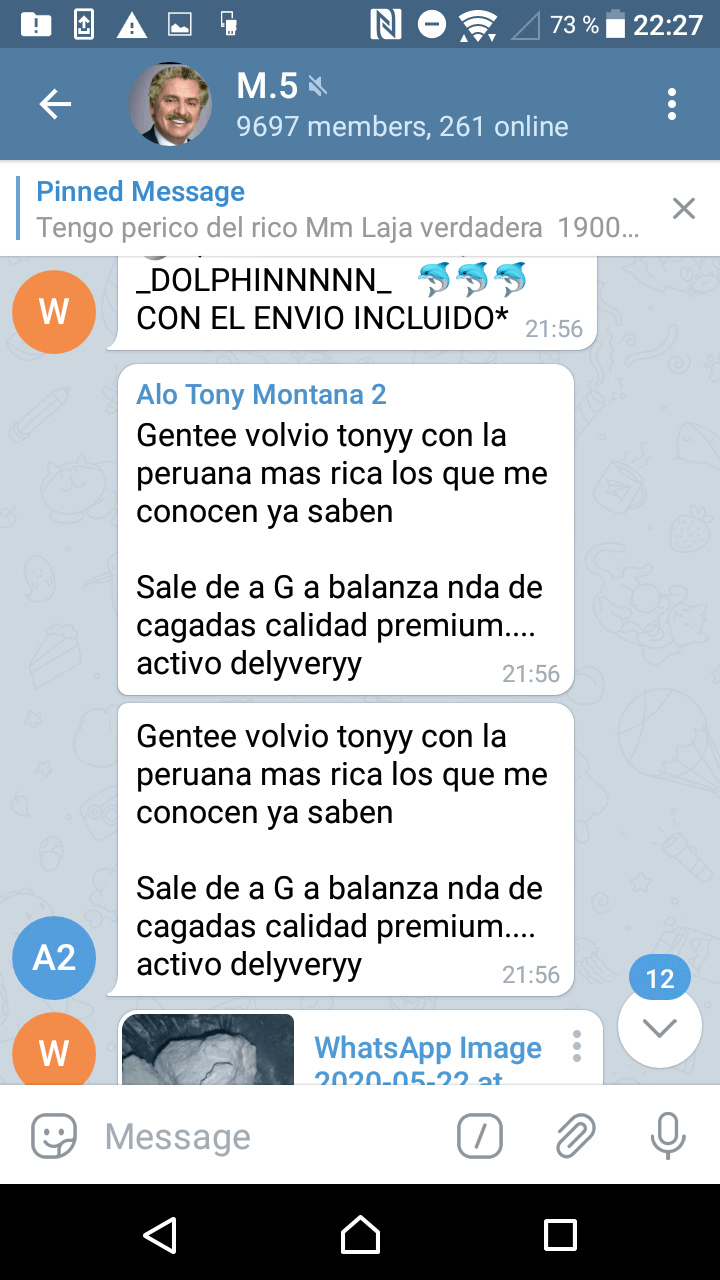 73 % 22:27
M.5
9697 members, 261 online
Pinned Message
Tengo perico del rico Mm Laja verdadera 1900...
_DOLPHINNNNN_ 🐬🐬🐬
CON EL ENVIO INCLUIDO* 21:56
W
Alo Tony Montana 2
Gentee volvio tonyy con la
peruana mas rica los que me
conocen ya saben
Sale de a G a balanza nda de
cagadas calidad premium....
activo delyveryy 21:56
Gentee volvio tonyy con la
peruana mas rica los que me
conocen ya saben
Sale de a G a balanza nda de
cagadas calidad premium....
activo delyveryy 21:56
A2
12
W
WhatsApp Image
2020-05-22 at
Message